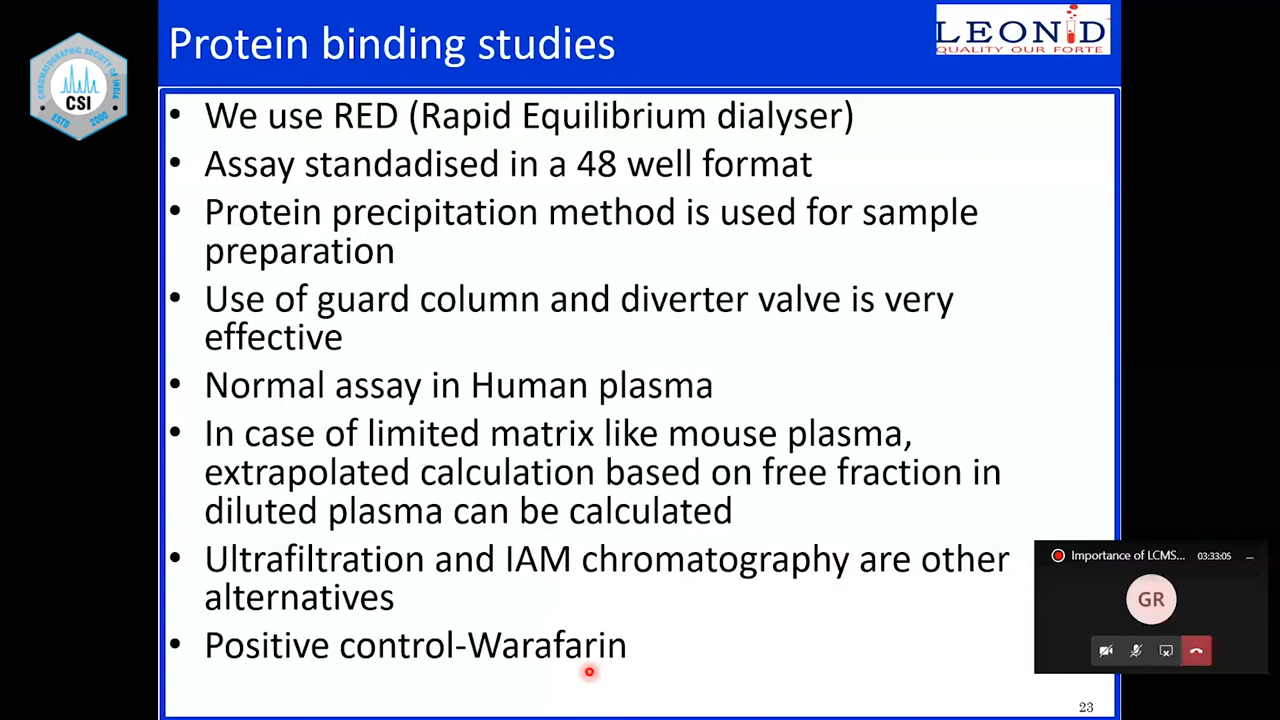 Protein binding studies
LEONID
QUALITY OUR FORTE
CHROMATOGRAPHIC SOCIETY OF INDIA
CSI
ESTD 2000
• We use RED (Rapid Equilibrium dialyser)
• Assay standadised in a 48 well format
• Protein precipitation method is used for sample
preparation
• Use of guard column and diverter valve is very
effective
• Normal assay in Human plasma
• In case of limited matrix like mouse plasma,
extrapolated calculation based on free fraction in
diluted plasma can be calculated
• Ultrafiltration and IAM chromatography are other
alternatives
• Positive control-Warafarin
Importance of LCMS... 03:33:05
GR
23